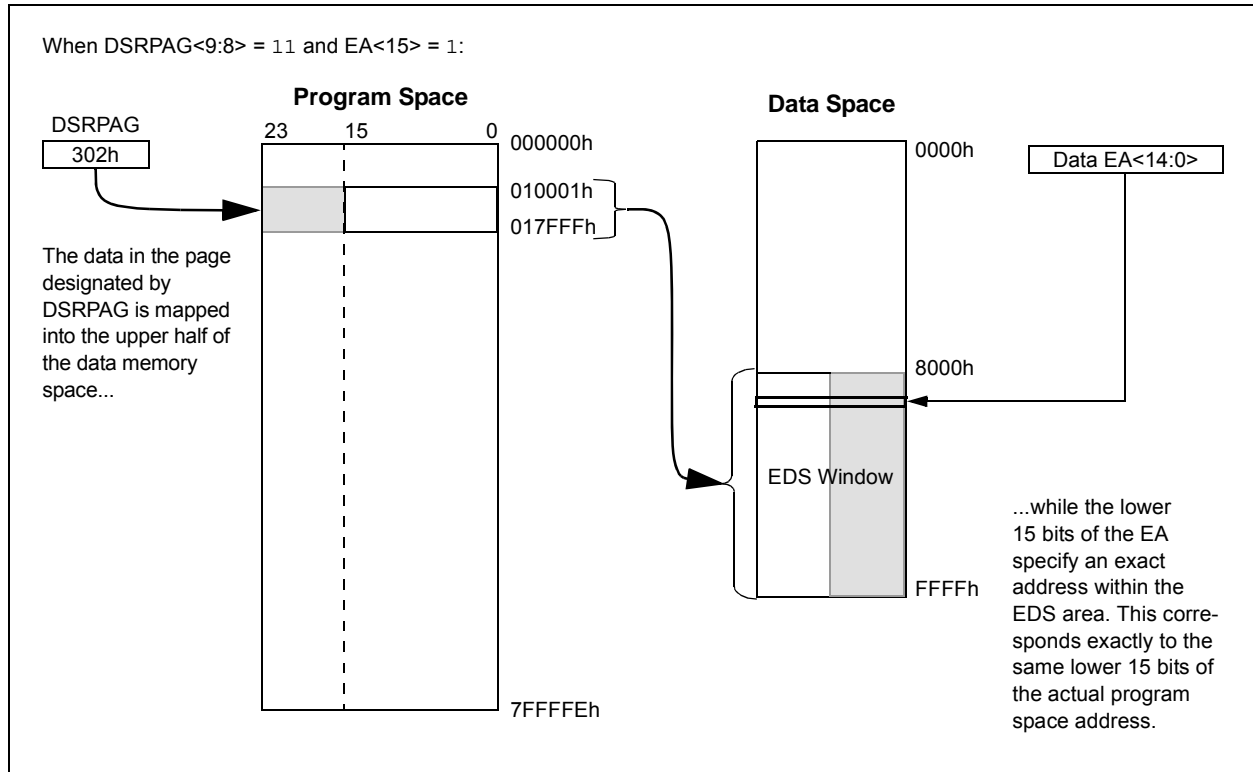 When DSRPAG<9:8> = 11 and EA<15> = 1:
Program Space
Data Space
DSRPAG
302h
23
15
0
000000h
010001h
017FFFh
7FFFFEh
The data in the page
designated by
DSRPAG is mapped
into the upper half of
the data memory
space...
0000h
8000h
FFFFh
EDS Window
Data EA<14:0>
...while the lower
15 bits of the EA
specify an exact
address within the
EDS area. This corre-
sponds exactly to the
same lower 15 bits of
the actual program
space address.